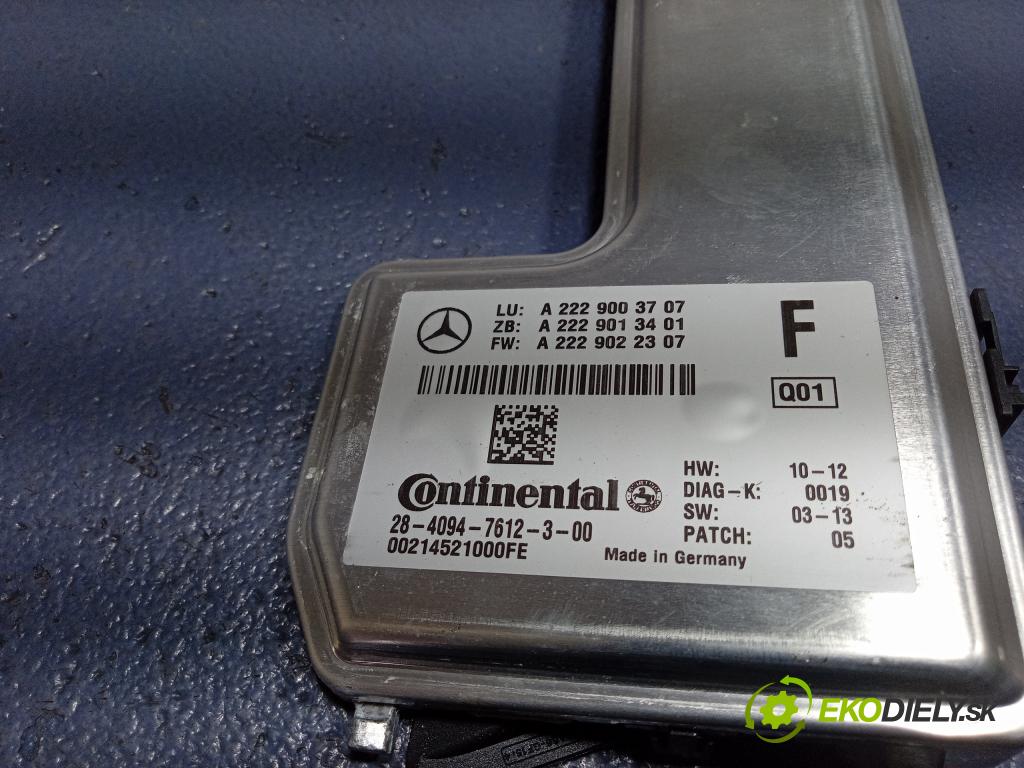 LU: A 222 900 37 07
ZB: A 222 901 34 01
FW: A 222 902 23 07
F
Q01
Continental
28-4094-7612-3-00
00214521000FE
HW: 10-12
DIAG-K: 0019
SW: 03-13
PATCH: 05
Made in Germany
EKODIELY.SK